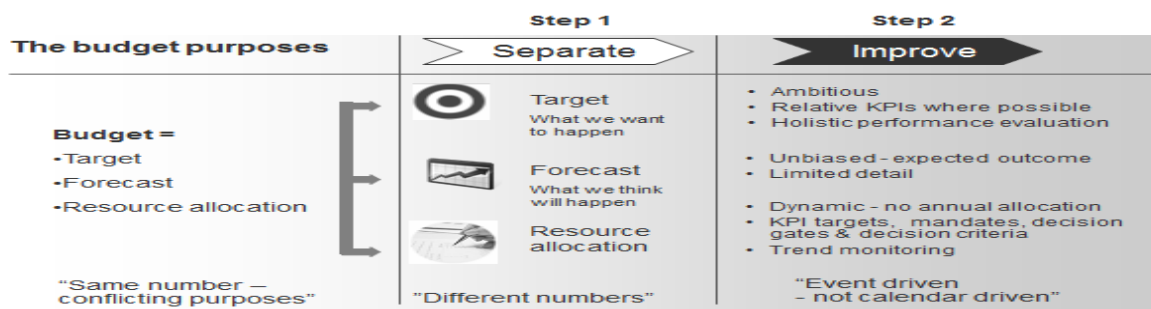 Step 1
Step 2
The budget purposes
Separate
Improve
Budget =
•Target
•Forecast
•Resource allocation
"Same number –
conflicting purposes"
Target
What we want
to happen
Forecast
What we think
will happen
Resource
allocation
"Different numbers"
• Ambitious
• Relative KPIs where possible
• Holistic performance evaluation
• Unbiased - expected outcome
• Limited detail
• Dynamic - no annual allocation
• KPI targets, mandates, decision
gates & decision criteria
• Trend monitoring
"Event driven
- not calendar driven"